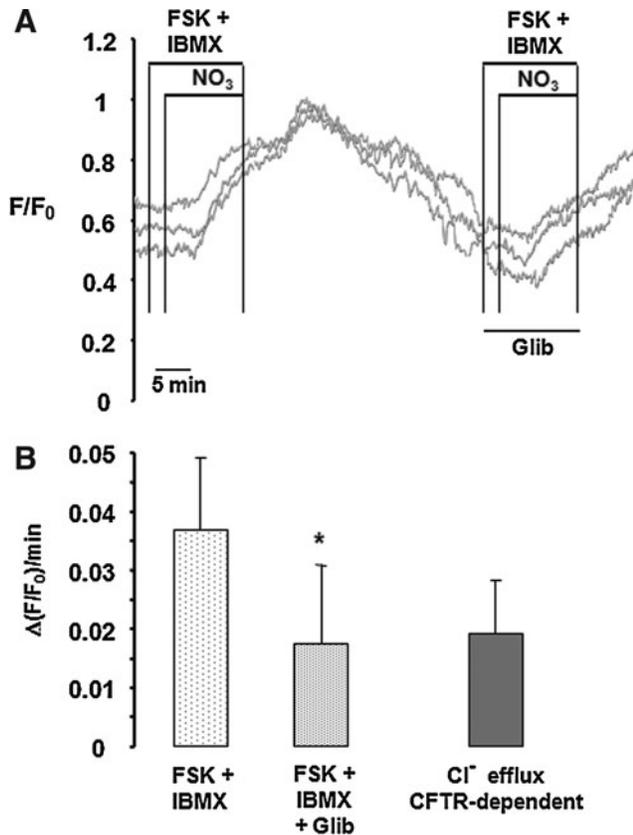 A
FSK +
IBMX
FSK +
IBMX
NO₃
NO₃
1.2
1
0.8
0.6
0.4
0.2
0
F/F₀
Glib
5 min
B
0.05
0.04
0.03
0.02
0.01
0
Δ(F/F₀)/min
*
FSK +
IBMX
FSK +
IBMX
+ Glib
Cl⁻ efflux
CFTR-dependent